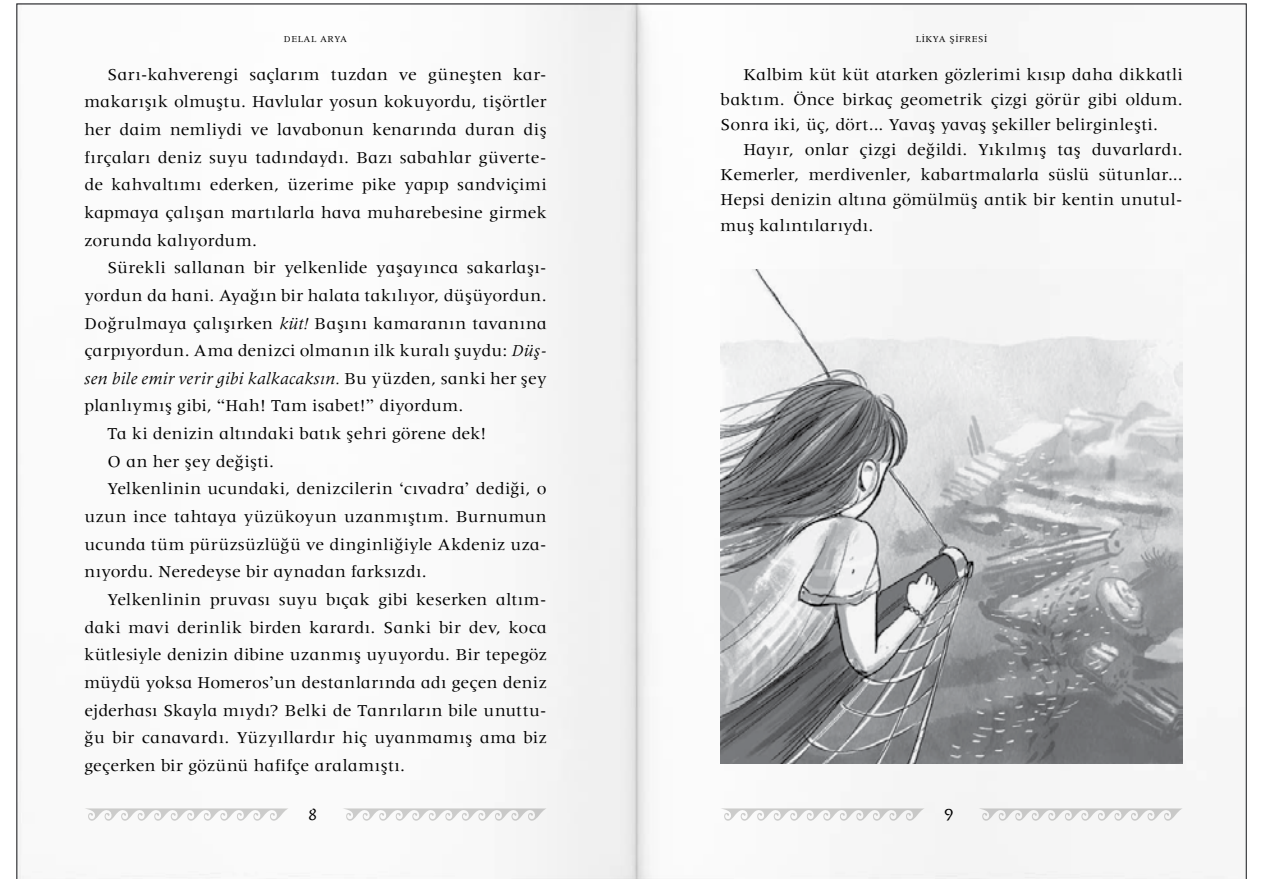 DELAL ARYA
Sarı-kahverengi saçlarım tuzdan ve güneşten kar-
makarışık olmuştu. Havlular yosun kokuyordu, tişörtler
her daim nemliydi ve lavabonun kenarında duran diş
fırçaları deniz suyu tadındaydı. Bazı sabahlar güverte-
de kahvaltımı ederken, üzerime pike yapıp sandviçimi
kapmaya çalışan martılarla hava muharebesine girmek
zorunda kalıyordum.
Sürekli sallanan bir yelkenlide yaşayınca sakarlaşı-
yordun da hani. Ayağın bir halata takılıyor, düşüyordun.
Doğrulmaya çalışırken küt! Başını kamaranın tavanına
çarpıyordun. Ama denizci olmanın ilk kuralı şuydu: Düş-
sen bile emir verir gibi kalkacaksın. Bu yüzden, sanki her şey
planlıymış gibi, “Hah! Tam isabet!” diyordum.
Ta ki denizin altındaki batık şehri görene dek!
O an her şey değişti.
Yelkenlinin ucundaki, denizcilerin ‘cıvadra’ dediği, o
uzun ince tahtaya yüzükoyun uzanmıştım. Burnumun
ucunda tüm pürüzsüzlüğü ve dinginliğiyle Akdeniz uza-
nıyordu. Neredeyse bir aynadan farksızdı.
Yelkenlinin pruvası suyu bıçak gibi keserken altım-
daki mavi derinlik birden karardı. Sanki bir dev, koca
kütlesiyle denizin dibine uzanmış uyuyordu. Bir tepegöz
müydü yoksa Homeros’un destanlarında adı geçen deniz
ejderhası Skayla mıydı? Belki de Tanrıların bile unuttu-
ğu bir canavardı. Yüzyıllardır hiç uyanmamış ama biz
geçerken bir gözünü hafifçe aralamıştı.
8
LİKYA ŞİFRESİ
Kalbim küt küt atarken gözlerimi kısıp daha dikkatli
baktım. Önce birkaç geometrik çizgi görür gibi oldum.
Sonra iki, üç, dört... Yavaş yavaş şekiller belirginleşti.
Hayır, onlar çizgi değildi. Yıkılmış taş duvarlardı.
Kemerler, merdivenler, kabartmalarla süslü sütunlar...
Hepsi denizin altına gömülmüş antik bir kentin unutul-
muş kalıntılarıydı.
9